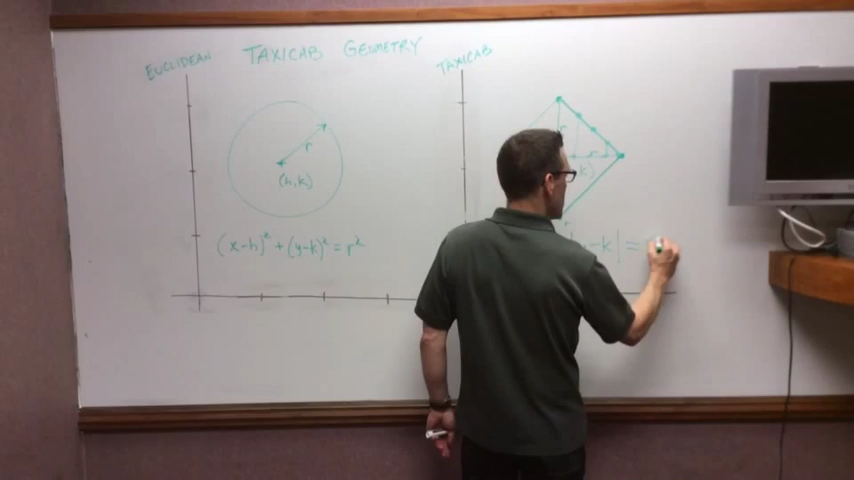 EUCLIDEAN
TAXICAB GEOMETRY
TAXICAB
r
(h,k)
(x-h)² + (y-k)² = r²
r
r
k)
-k| =